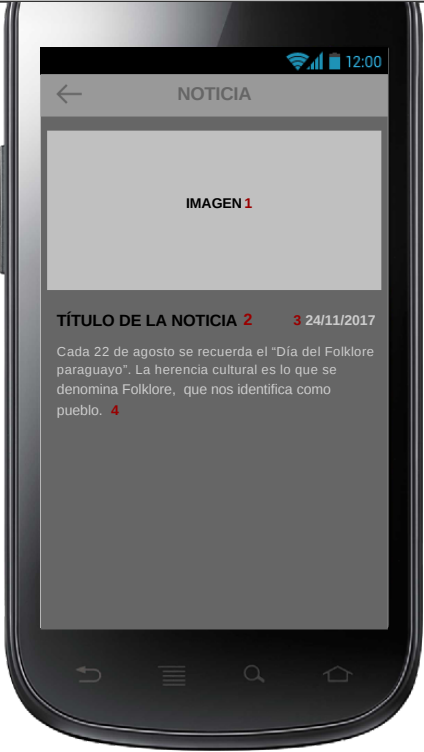 12:00
NOTICIA
IMAGEN 1
TÍTULO DE LA NOTICIA 2 3 24/11/2017
Cada 22 de agosto se recuerda el “Día del Folklore
paraguayo”. La herencia cultural es lo que se
denomina Folklore, que nos identifica como
pueblo. 4